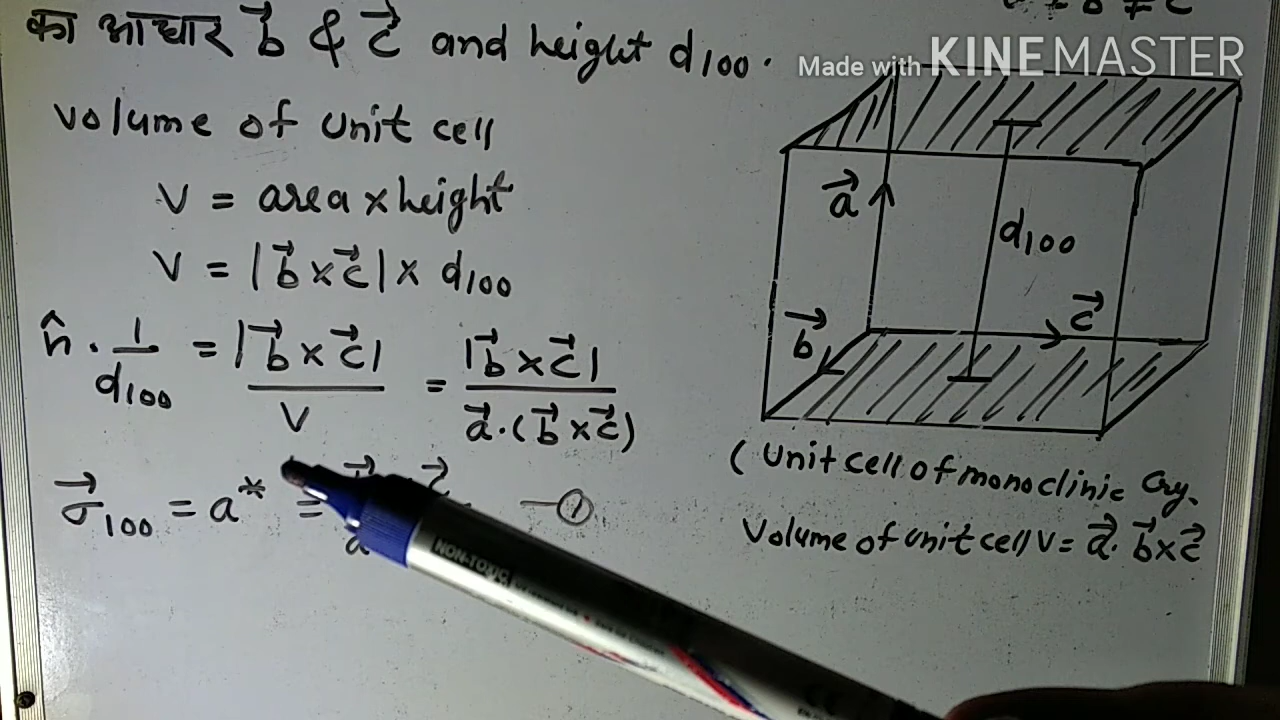 का आधार b⃗ & c⃗ and height d₁₀₀.
Made with KINEMASTER
volume of unit cell
V = area × height
V = |b⃗ × c⃗| × d₁₀₀
n̂ · 1/d₁₀₀ = |b⃗ × c⃗| / V = |b⃗ × c⃗| / a⃗·(b⃗ × c⃗)
σ⃗₁₀₀ = a* = —①
a⃗
d₁₀₀
b⃗
c⃗
(Unit cell of monoclinic Cry.
Volume of unit cell V = a⃗. b⃗ × c⃗
NON-TOXIC